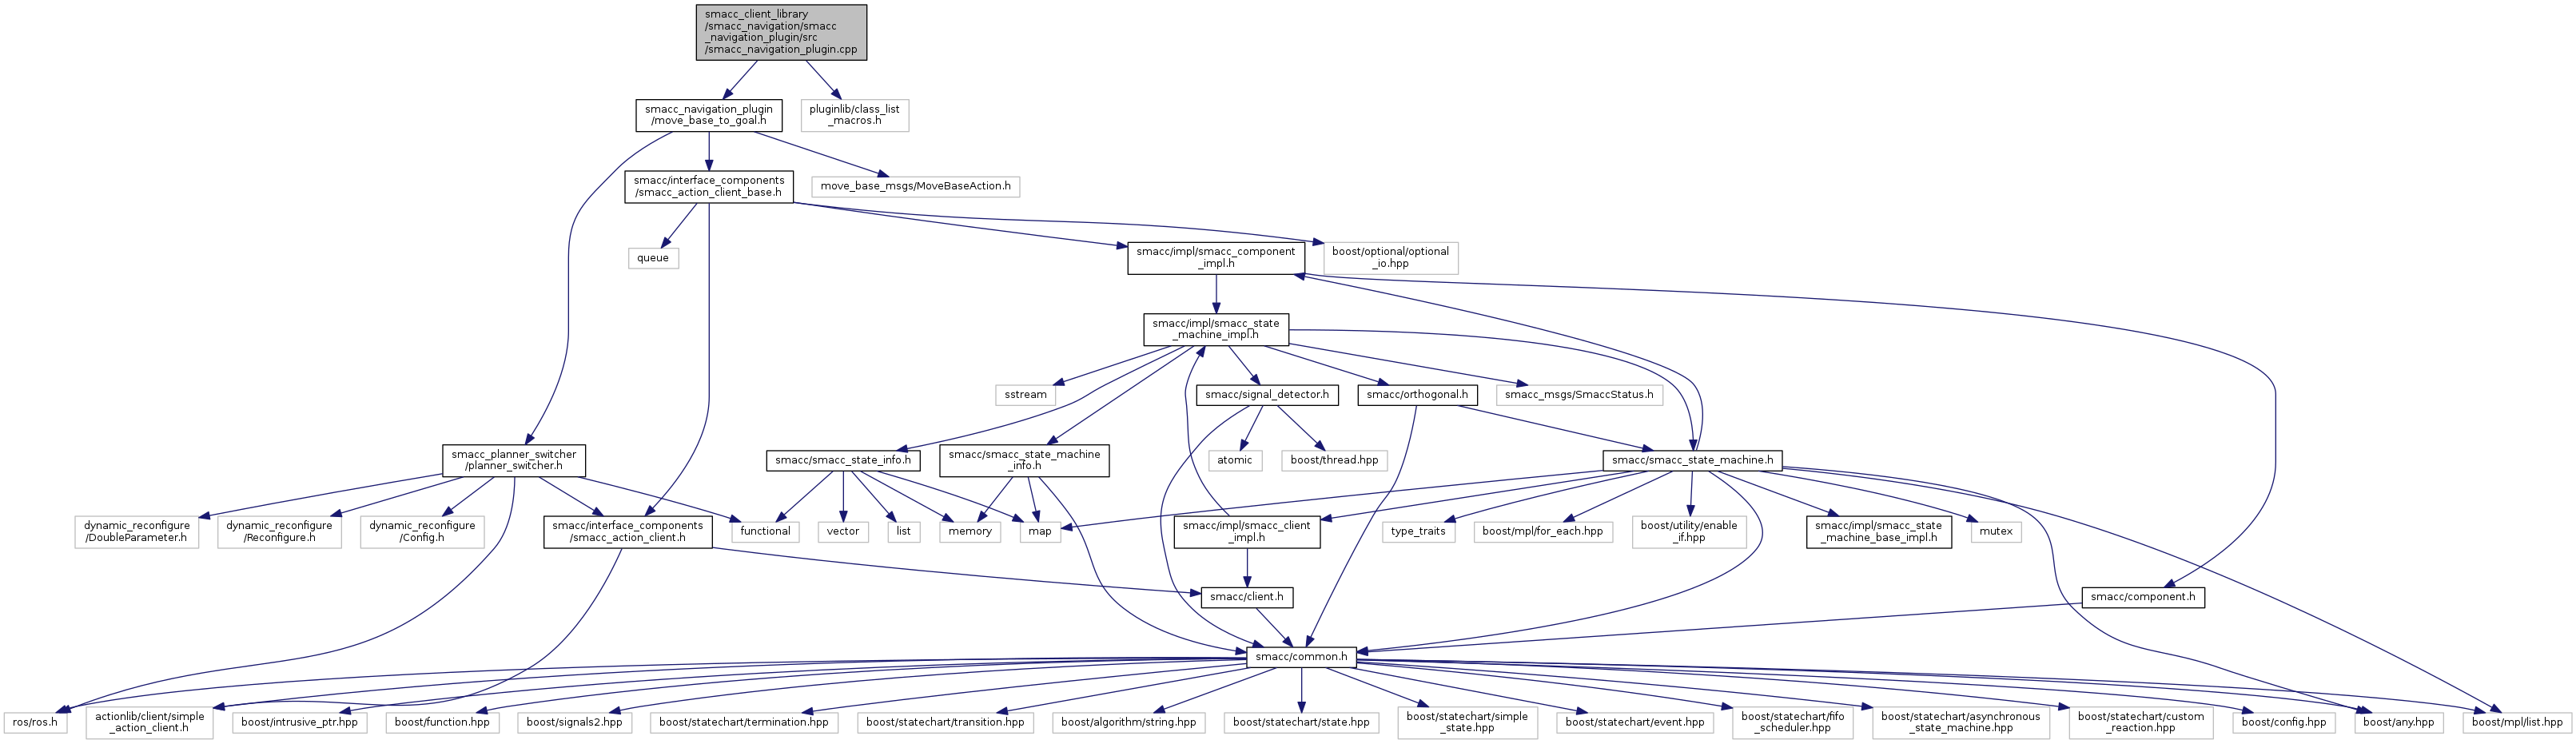 smacc_client_library
/smacc_navigation/smacc
_navigation_plugin/src
/smacc_navigation_plugin.cpp
smacc_navigation_plugin
/move_base_to_goal.h
pluginlib/class_list
_macros.h
smacc/interface_components
/smacc_action_client_base.h
move_base_msgs/MoveBaseAction.h
queue
smacc/impl/smacc_component
_impl.h
boost/optional/optional
_io.hpp
smacc/impl/smacc_state
_machine_impl.h
sstream
smacc/signal_detector.h
smacc/orthogonal.h
smacc_msgs/SmaccStatus.h
smacc_planner_switcher
/planner_switcher.h
smacc/smacc_state_info.h
smacc/smacc_state_machine
_info.h
atomic
boost/thread.hpp
smacc/smacc_state_machine.h
dynamic_reconfigure
/DoubleParameter.h
dynamic_reconfigure
/Reconfigure.h
dynamic_reconfigure
/Config.h
smacc/interface_components
/smacc_action_client.h
functional
vector
list
memory
map
smacc/impl/smacc_client
_impl.h
type_traits
boost/mpl/for_each.hpp
boost/utility/enable
_if.hpp
smacc/impl/smacc_state
_machine_base_impl.h
mutex
smacc/client.h
smacc/component.h
smacc/common.h
ros/ros.h
actionlib/client/simple
_action_client.h
boost/intrusive_ptr.hpp
boost/function.hpp
boost/signals2.hpp
boost/statechart/termination.hpp
boost/statechart/transition.hpp
boost/algorithm/string.hpp
boost/statechart/state.hpp
boost/statechart/simple
_state.hpp
boost/statechart/event.hpp
boost/statechart/fifo
_scheduler.hpp
boost/statechart/asynchronous
_state_machine.hpp
boost/statechart/custom
_reaction.hpp
boost/config.hpp
boost/any.hpp
boost/mpl/list.hpp